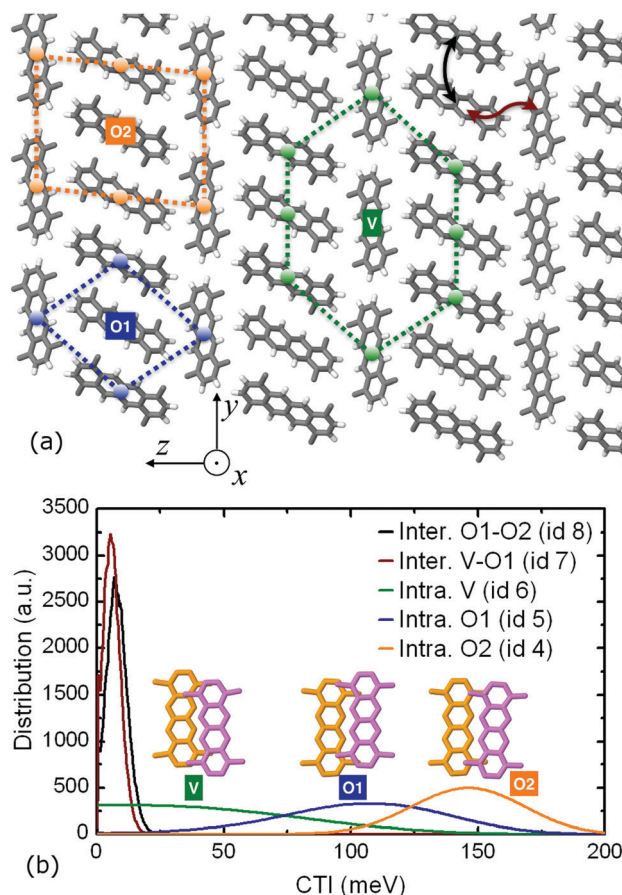 O2
V
O1
y
z
x
(a)
3500
3000
2500
2000
1500
1000
500
0
Distribution (a.u.)
Inter. O1-O2 (id 8)
Inter. V-O1 (id 7)
Intra. V (id 6)
Intra. O1 (id 5)
Intra. O2 (id 4)
V
O1
O2
0
50
100
150
200
(b)
CTI (meV)